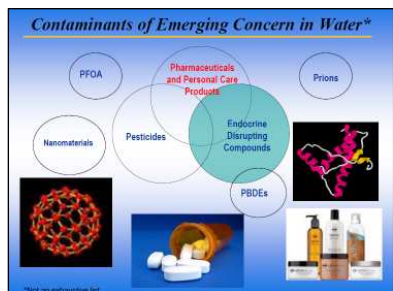 Contaminants of Emerging Concern in Water*
Pharmaceuticals
and Personal Care
Products
PFOA
Prions
Nanomaterials
Pesticides
Endocrine
Disrupting
Compounds
PBDEs
*Not an exhaustive list